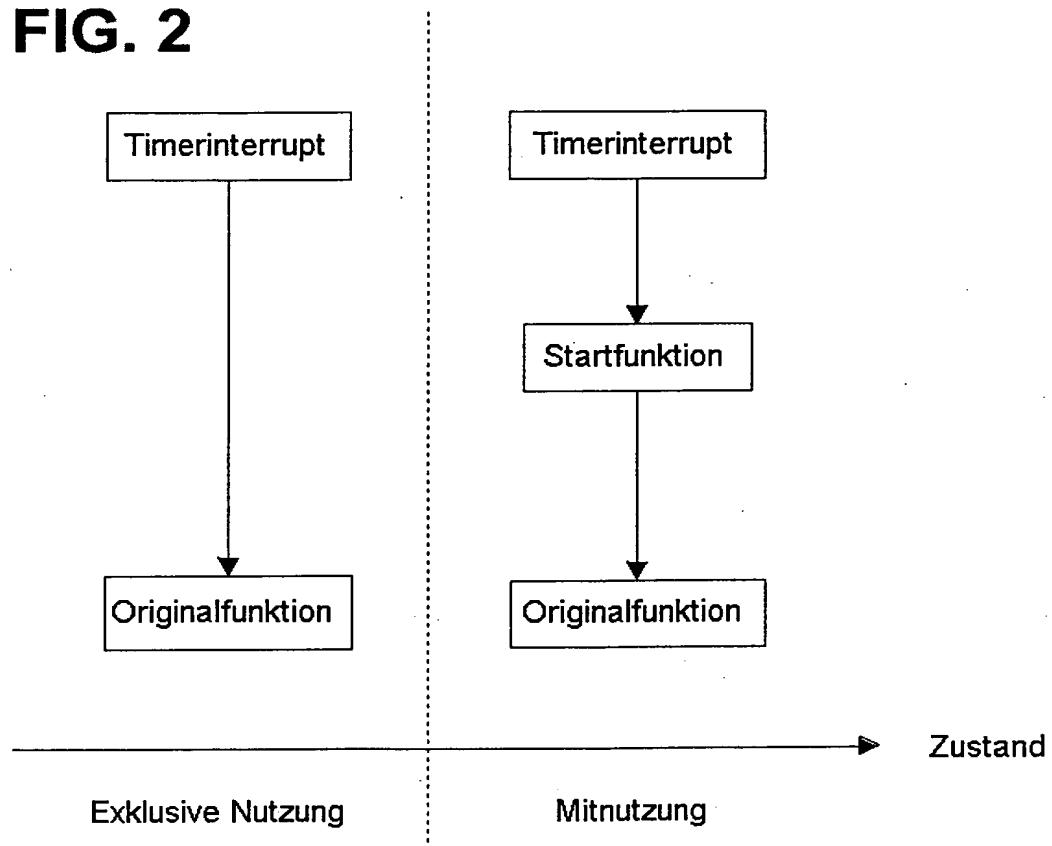 FIG. 2
Timerinterrupt
Timerinterrupt
Startfunktion
Originalfunktion
Originalfunktion
Zustand
Exklusive Nutzung
Mitnutzung